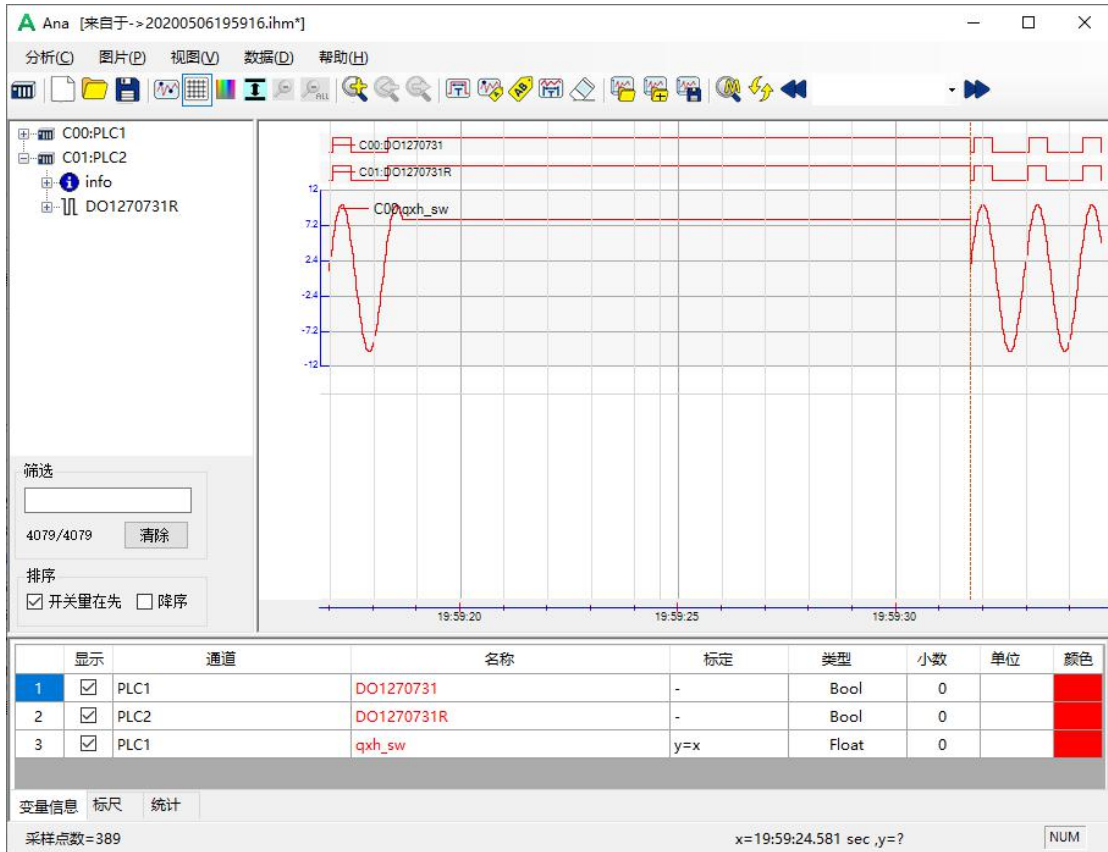 Ana [来自于->20200506195916.ihm*]
分析(C) 图片(P) 视图(V) 数据(D) 帮助(H)
ALL
AB
C00:PLC1
C01:PLC2
info
DO1270731R
筛选
4079/4079 清除
排序
开关量在先 降序
C00:DO1270731
C01:DO1270731R
12
C00:qxh_sw
7.2
2.4
-2.4
-7.2
-12
19:59:20 19:59:25 19:59:30
显示 通道 名称 标定 类型 小数 单位 颜色
1 PLC1 DO1270731 - Bool 0
2 PLC2 DO1270731R - Bool 0
3 PLC1 qxh_sw y=x Float 0
变量信息 标尺 统计
采样点数=389 x=19:59:24.581 sec ,y=? NUM